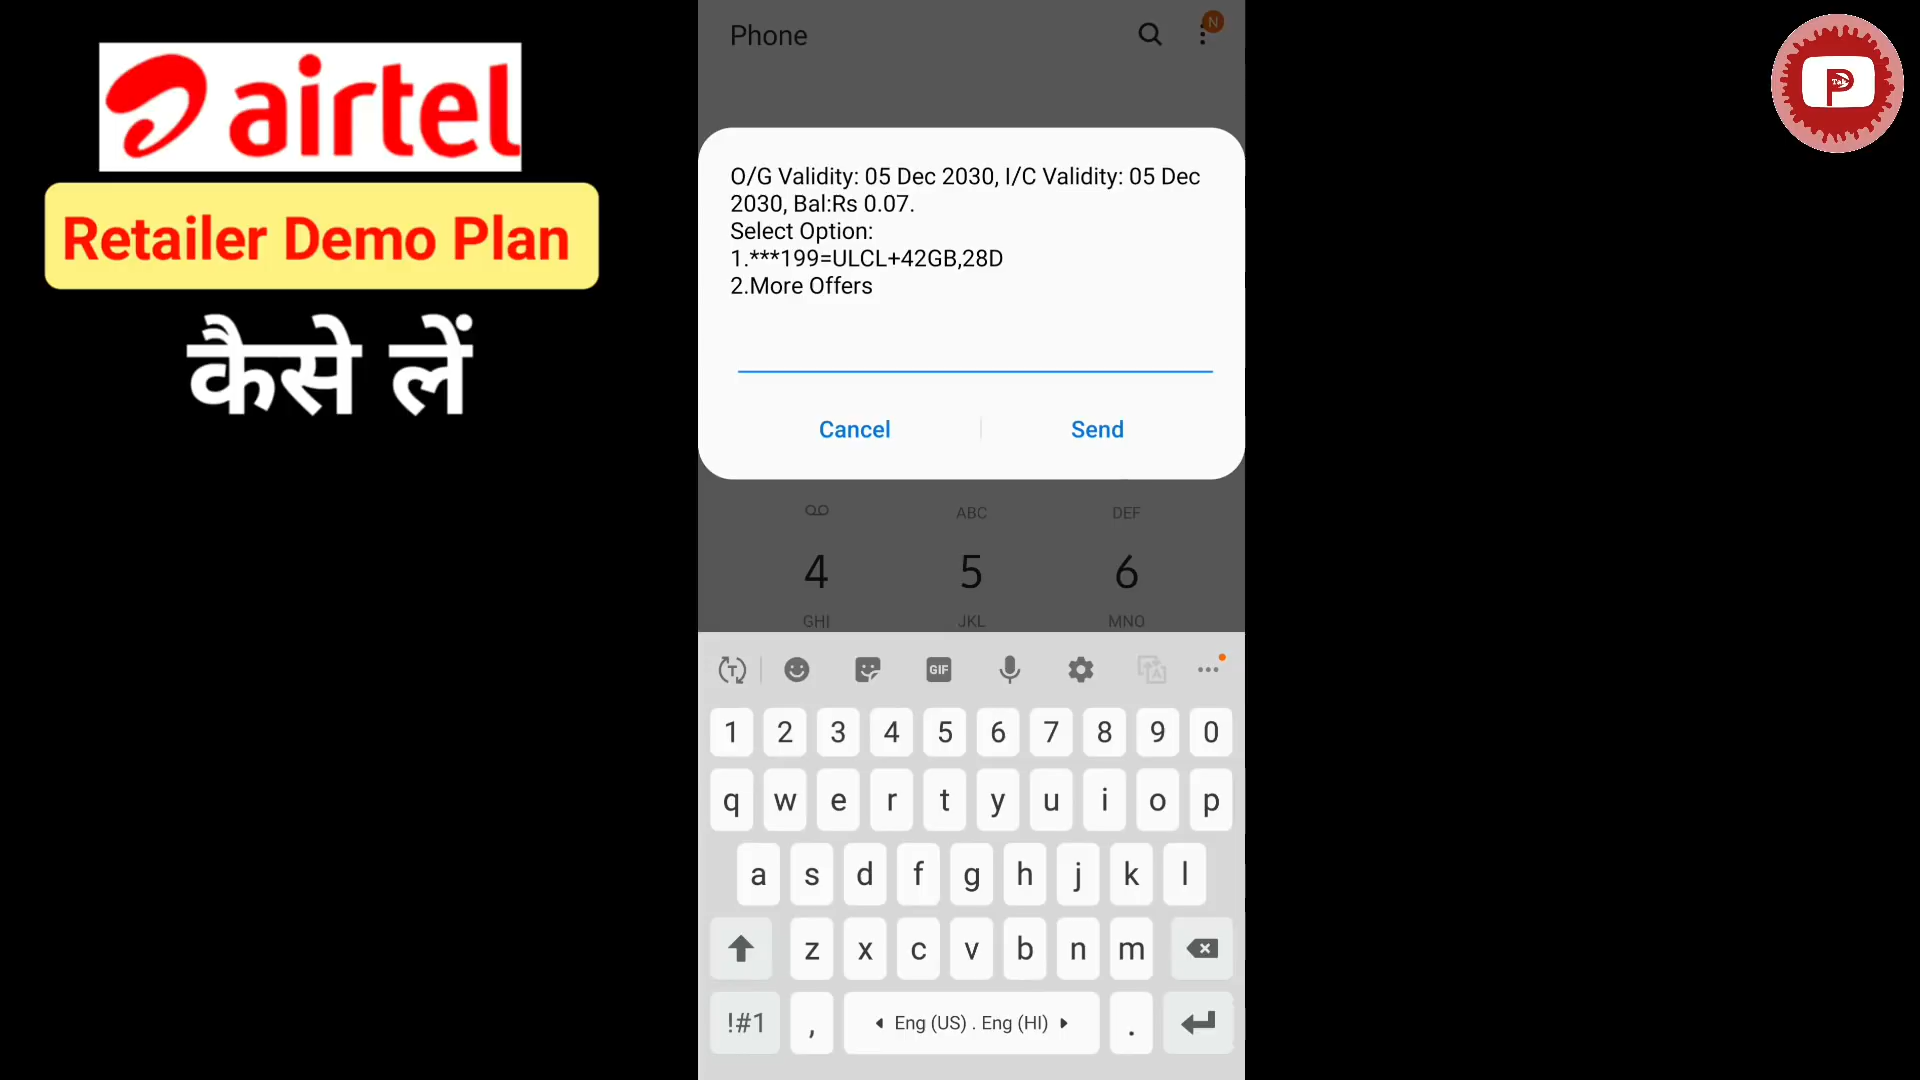 airtel
Retailer Demo Plan
कैसे लें
Phone
N
P
O/G Validity: 05 Dec 2030, I/C Validity: 05 Dec
2030, Bal:Rs 0.07.
Select Option:
1.***199=ULCL+42GB,28D
2.More Offers
Cancel
Send
ABC
DEF
4
5
6
GHI
JKL
MNO
T
GIF
A
1 2 3 4 5 6 7 8 9 0
q w e r t y u i o p
a s d f g h j k l
z x c v b n m
!#1 , Eng (US) . Eng (HI) .